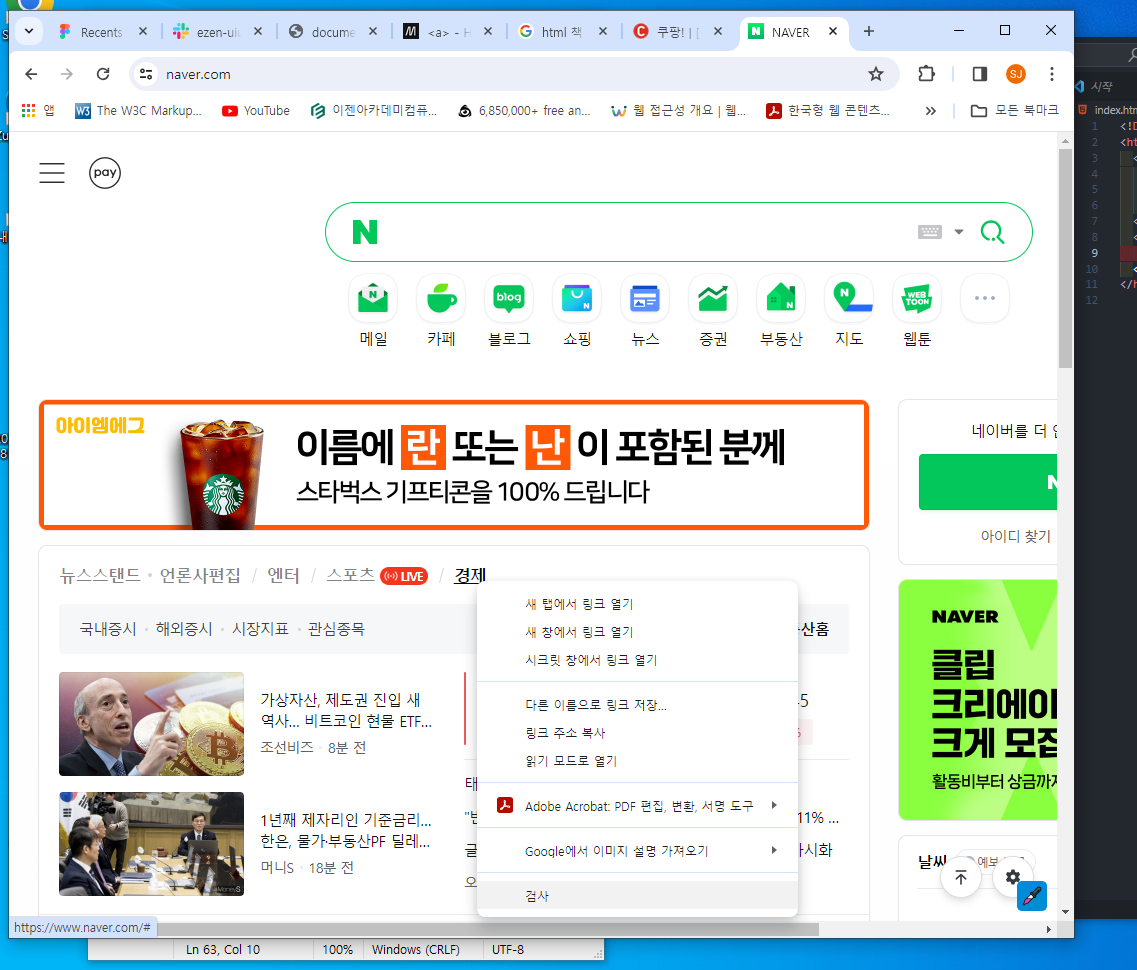 Recents
ezen-ui
docume
<a> - H
html 책
쿠팡! | [
NAVER
naver.com
SJ
앱
The W3C Markup...
YouTube
이젠아카데미컴퓨...
6,850,000+ free an...
웹 접근성 개요 | 웹...
한국형 웹 콘텐츠...
모든 북마크
시작
index.htm
1 <!D
2 <ht
3 <
4
5
6
7 <
8 <
9
10 <
11 </h
12
pay
N
메일
카페
blog
블로그
쇼핑
뉴스
증권
부동산
지도
WEB TOON
웹툰
아이엠에그
이름에 란 또는 난 이 포함된 분께
스타벅스 기프티콘을 100% 드립니다
네이버를 더 안
N
아이디 찾기
뉴스스탠드 · 언론사편집 / 엔터 / 스포츠 LIVE / 경제
국내증시 · 해외증시 · 시장지표 · 관심종목
산홈
가상자산, 제도권 진입 새
역사... 비트코인 현물 ETF...
조선비즈 · 8분 전
1년째 제자리인 기준금리...
한은, 물가·부동산PF 딜레...
머니S · 18분 전
MoneyS
새 탭에서 링크 열기
새 창에서 링크 열기
시크릿 창에서 링크 열기
다른 이름으로 링크 저장...
링크 주소 복사
읽기 모드로 열기
Adobe Acrobat: PDF 편집, 변환, 서명 도구
Google에서 이미지 설명 가져오기
검사
태
11% ...
시화
NAVER
클립
크리에이
크게 모집
활동비부터 상금까지
날씨
예보
https://www.naver.com/#
Ln 63, Col 10
100%
Windows (CRLF)
UTF-8